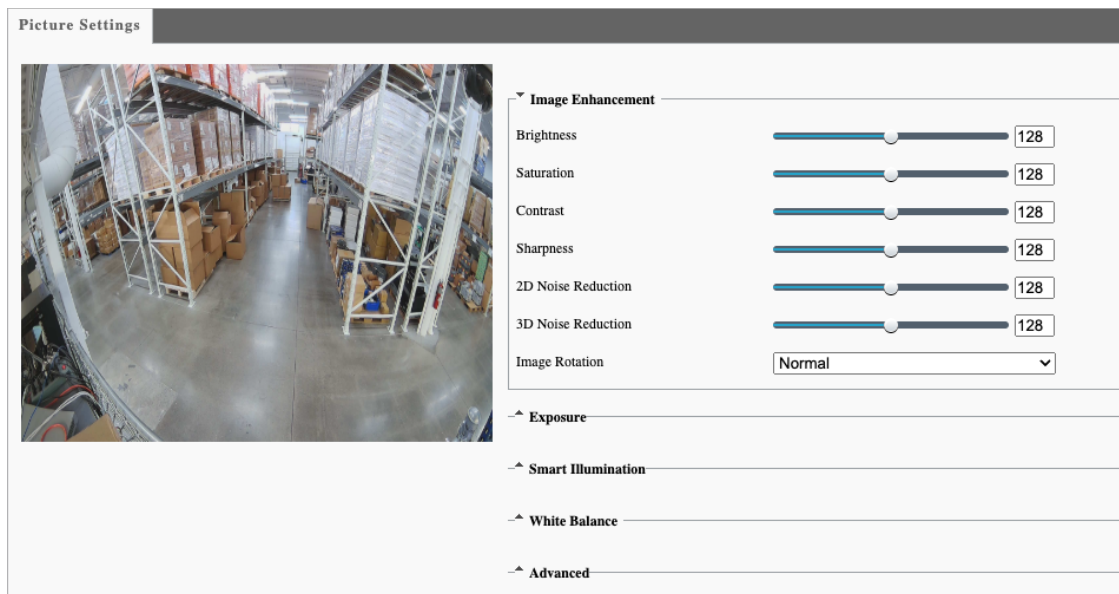 Picture Settings
Image Enhancement
Brightness 128
Saturation 128
Contrast 128
Sharpness 128
2D Noise Reduction 128
3D Noise Reduction 128
Image Rotation Normal
Exposure
Smart Illumination
White Balance
Advanced